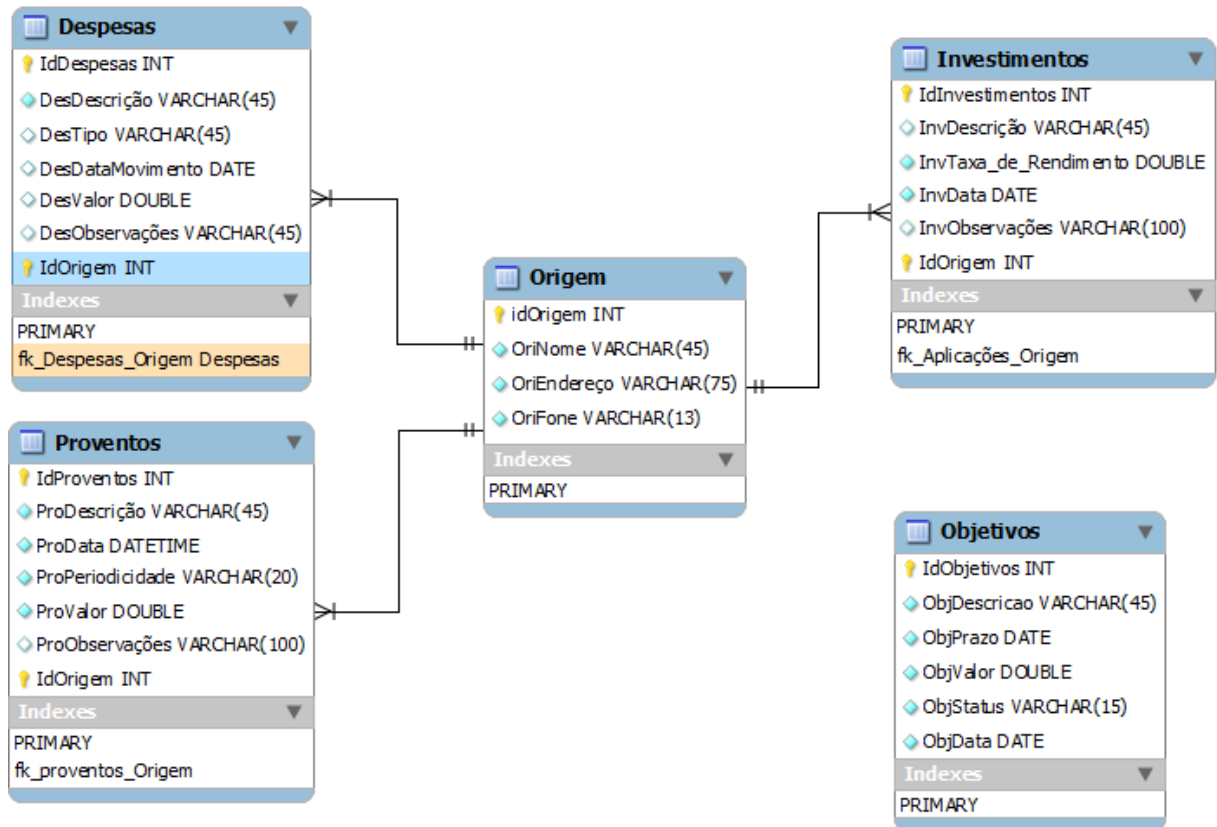 Despesas
IdDespesas INT
DesDescrição VARCHAR(45)
DesTipo VARCHAR(45)
DesDataMovimento DATE
DesValor DOUBLE
DesObservações VARCHAR(45)
IdOrigem INT
Indexes
PRIMARY
fk_Despesas_Origem Despesas
Proventos
IdProventos INT
ProDescrição VARCHAR(45)
ProData DATETIME
ProPeriodicidade VARCHAR(20)
ProValor DOUBLE
ProObservações VARCHAR(100)
IdOrigem INT
Indexes
PRIMARY
fk_proventos_Origem
Origem
idOrigem INT
OriNome VARCHAR(45)
OriEndereço VARCHAR(75)
OriFone VARCHAR(13)
Indexes
PRIMARY
Investimentos
IdInvestimentos INT
InvDescrição VARCHAR(45)
InvTaxa_de_Rendimento DOUBLE
InvData DATE
InvObservações VARCHAR(100)
IdOrigem INT
Indexes
PRIMARY
fk_Aplicações_Origem
Objetivos
IdObjetivos INT
ObjDescricao VARCHAR(45)
ObjPrazo DATE
ObjValor DOUBLE
ObjStatus VARCHAR(15)
ObjData DATE
Indexes
PRIMARY